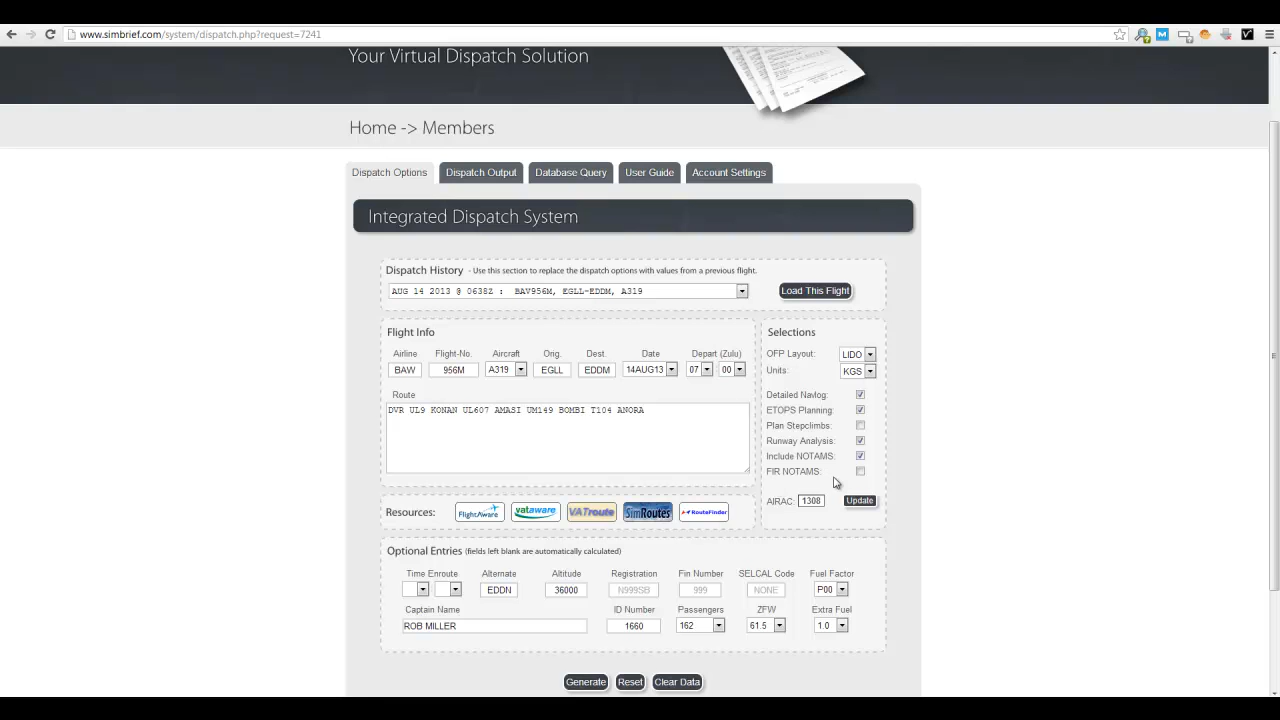 www.simbrief.com/system/dispatch.php?request=7241
Your Virtual Dispatch Solution
Home -> Members
Dispatch Options Dispatch Output Database Query User Guide Account Settings
Integrated Dispatch System
Dispatch History - Use this section to replace the dispatch options with values from a previous flight.
AUG 14 2013 @ 0638Z : BAV956M, EGLL-EDDM, A319 Load This Flight
Flight Info
Airline Flight-No. Aircraft Orig. Dest. Date Depart (Zulu)
BAW 956M A319 EGLL EDDM 14AUG13 07 00
Route
DVR UL9 KONAN UL607 AMASI UM149 BOMBI T104 ANORA
Selections
OFP Layout: LIDO
Units: KGS
Detailed Navlog:
ETOPS Planning:
Plan Stepclimbs:
Runway Analysis:
Include NOTAMS:
FIR NOTAMS:
AIRAC: 1308 Update
Resources: FlightAware vataware VATroute SimRoutes RouteFinder
Optional Entries (fields left blank are automatically calculated)
Time Enroute Alternate Altitude Registration Fin Number SELCAL Code Fuel Factor
EDDN 36000 N999SB 999 NONE P00
Captain Name ID Number Passengers ZFW Extra Fuel
ROB MILLER 1660 162 61.5 1.0
Generate Reset Clear Data